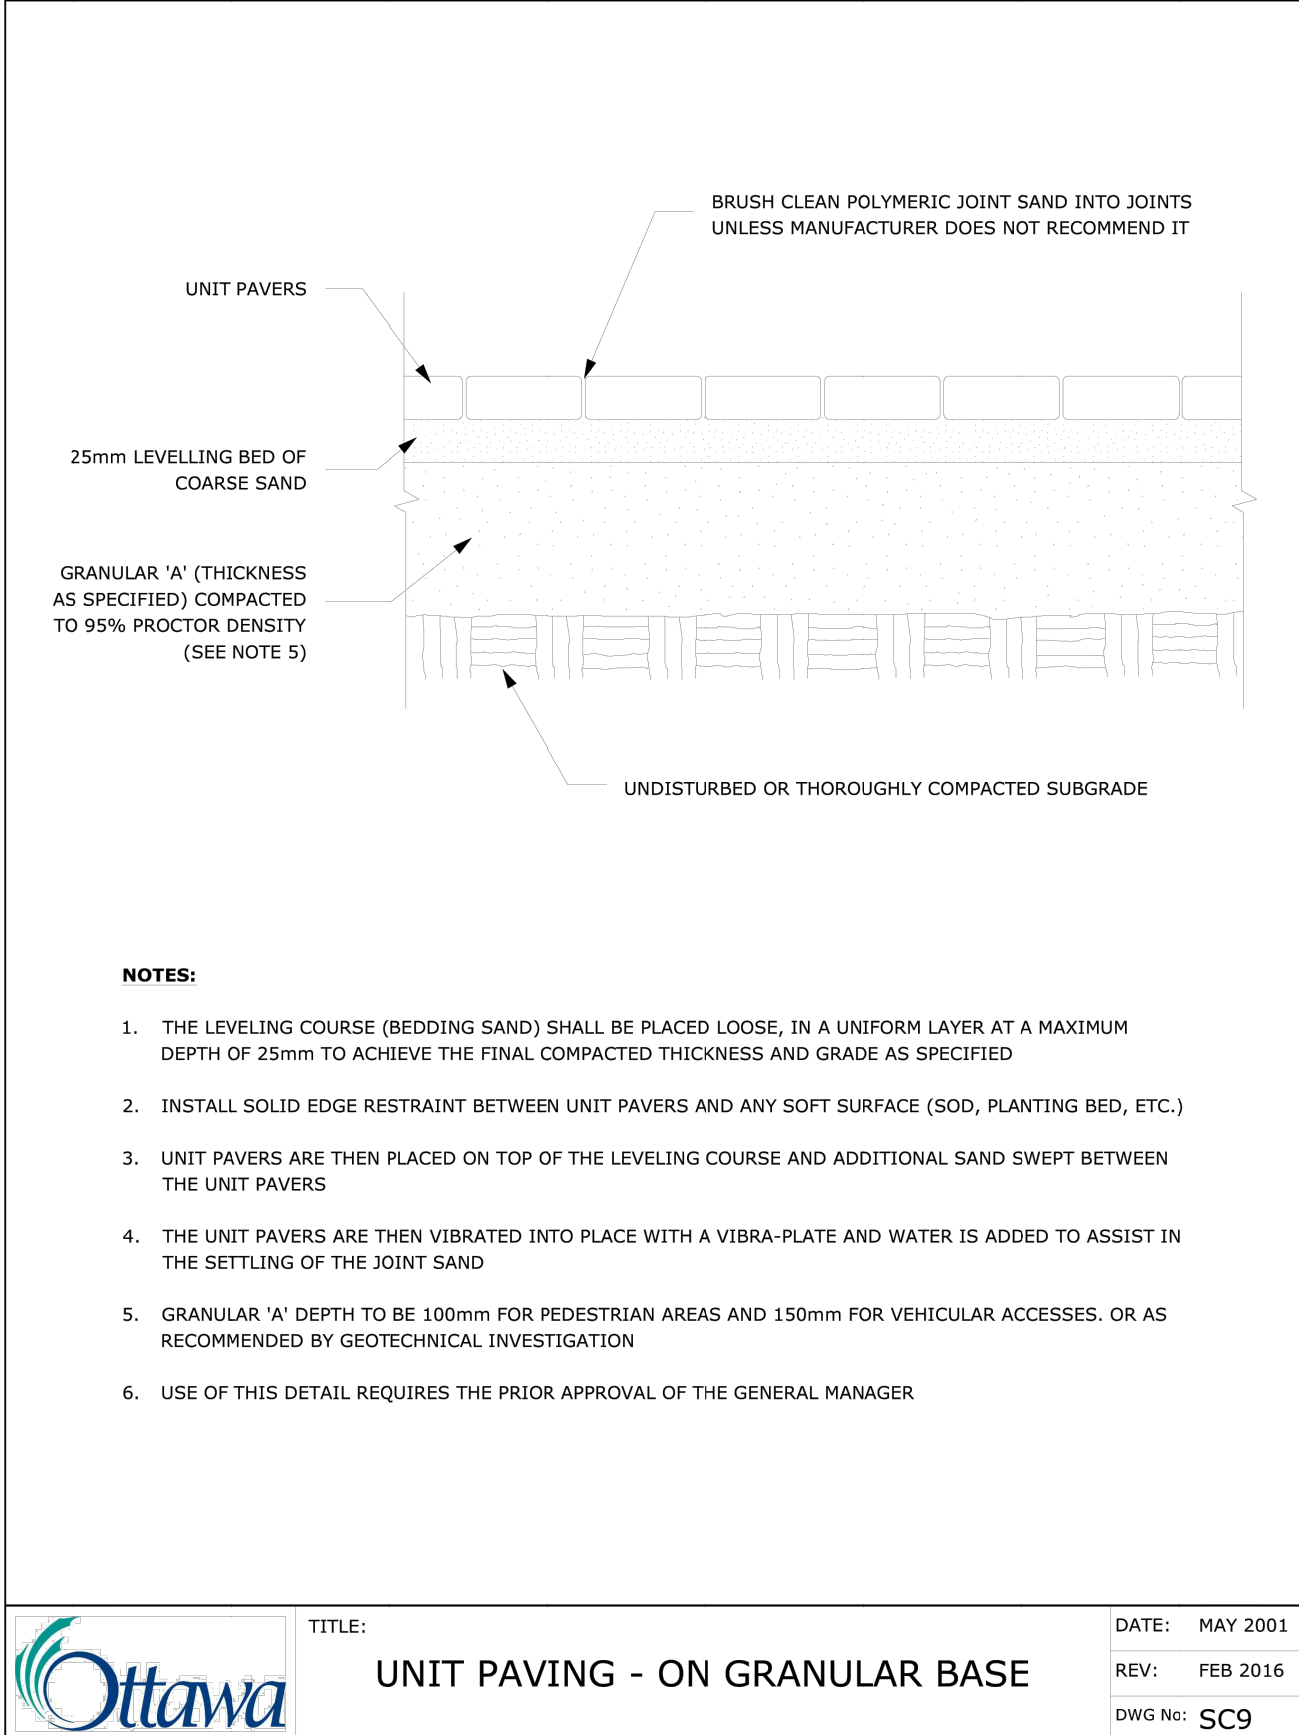 BRUSH CLEAN POLYMERIC JOINT SAND INTO JOINTS
UNLESS MANUFACTURER DOES NOT RECOMMEND IT
UNIT PAVERS
25mm LEVELLING BED OF
COARSE SAND
GRANULAR 'A' (THICKNESS
AS SPECIFIED) COMPACTED
TO 95% PROCTOR DENSITY
(SEE NOTE 5)
UNDISTURBED OR THOROUGHLY COMPACTED SUBGRADE
NOTES:
1. THE LEVELING COURSE (BEDDING SAND) SHALL BE PLACED LOOSE, IN A UNIFORM LAYER AT A MAXIMUM
DEPTH OF 25mm TO ACHIEVE THE FINAL COMPACTED THICKNESS AND GRADE AS SPECIFIED
2. INSTALL SOLID EDGE RESTRAINT BETWEEN UNIT PAVERS AND ANY SOFT SURFACE (SOD, PLANTING BED, ETC.)
3. UNIT PAVERS ARE THEN PLACED ON TOP OF THE LEVELING COURSE AND ADDITIONAL SAND SWEPT BETWEEN
THE UNIT PAVERS
4. THE UNIT PAVERS ARE THEN VIBRATED INTO PLACE WITH A VIBRA-PLATE AND WATER IS ADDED TO ASSIST IN
THE SETTLING OF THE JOINT SAND
5. GRANULAR 'A' DEPTH TO BE 100mm FOR PEDESTRIAN AREAS AND 150mm FOR VEHICULAR ACCESSES. OR AS
RECOMMENDED BY GEOTECHNICAL INVESTIGATION
6. USE OF THIS DETAIL REQUIRES THE PRIOR APPROVAL OF THE GENERAL MANAGER
Ottawa
TITLE:
UNIT PAVING - ON GRANULAR BASE
DATE: MAY 2001
REV: FEB 2016
DWG No: SC9